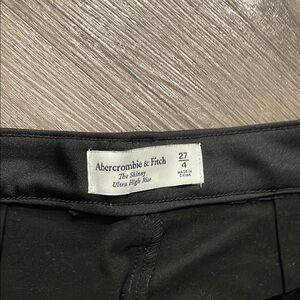 Abercrombie & Fitch
The Skinny
Ultra High Rise
27
4
MADE IN
CHINA